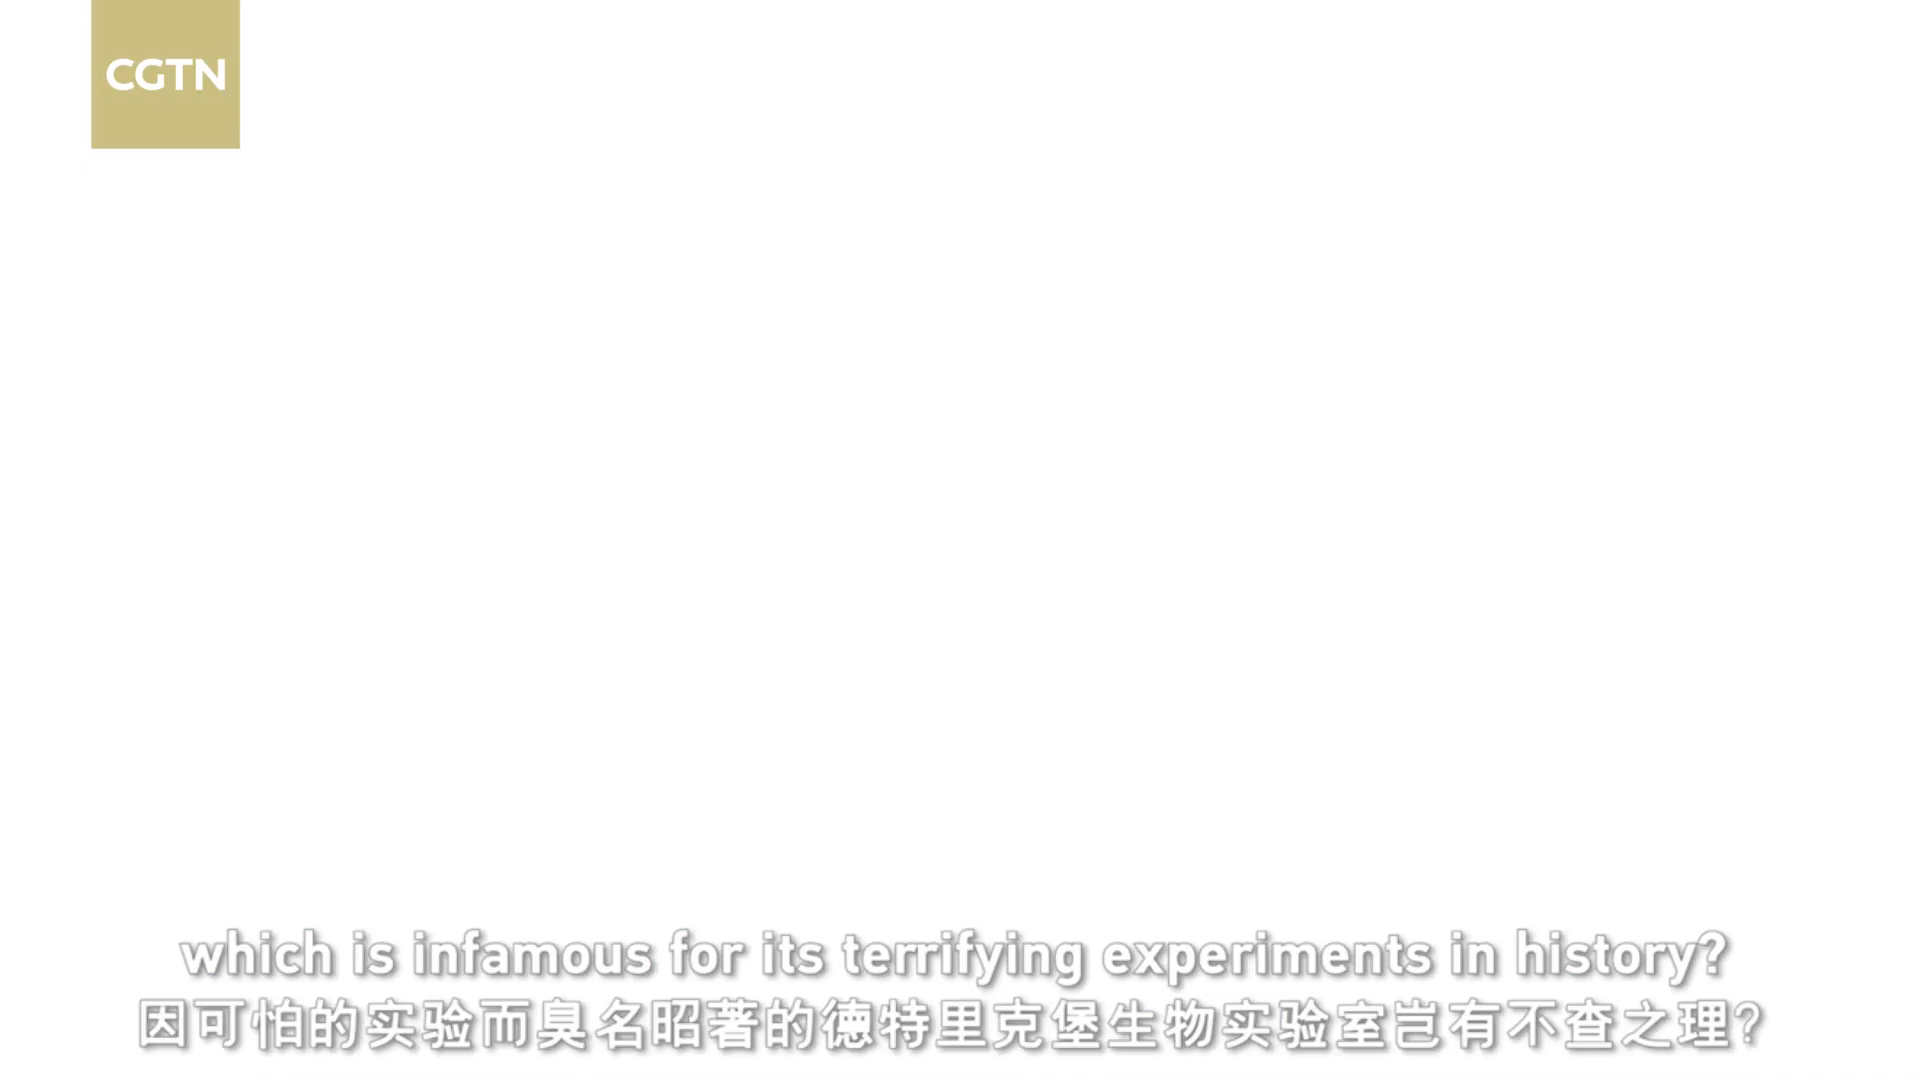 CGTN
which is infamous for its terrifying experiments in history?
因可怕的实验而臭名昭著的德特里克堡生物实验室岂有不查之理?